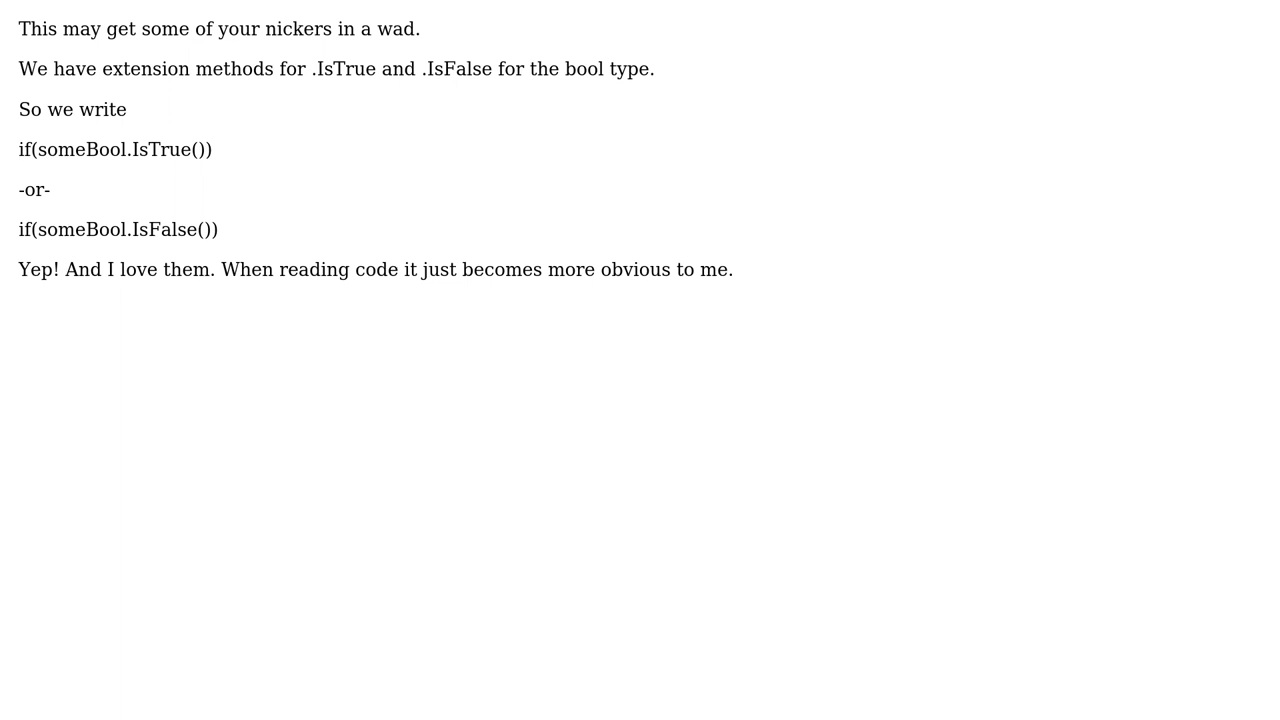 This may get some of your nickers in a wad.
We have extension methods for .IsTrue and .IsFalse for the bool type.
So we write
if(someBool.IsTrue())
-or-
if(someBool.IsFalse())
Yep! And I love them. When reading code it just becomes more obvious to me.